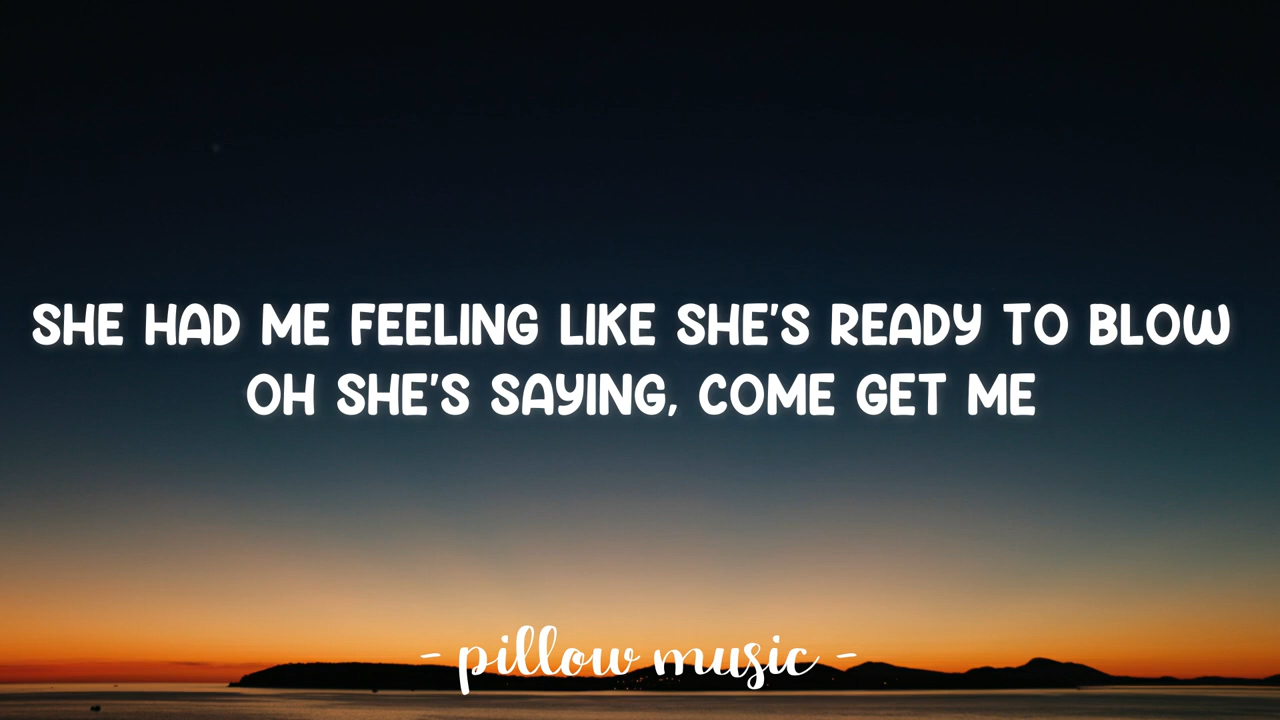 SHE HAD ME FEELING LIKE SHE'S READY TO BLOW
OH SHE'S SAYING, COME GET ME
- pillow music -